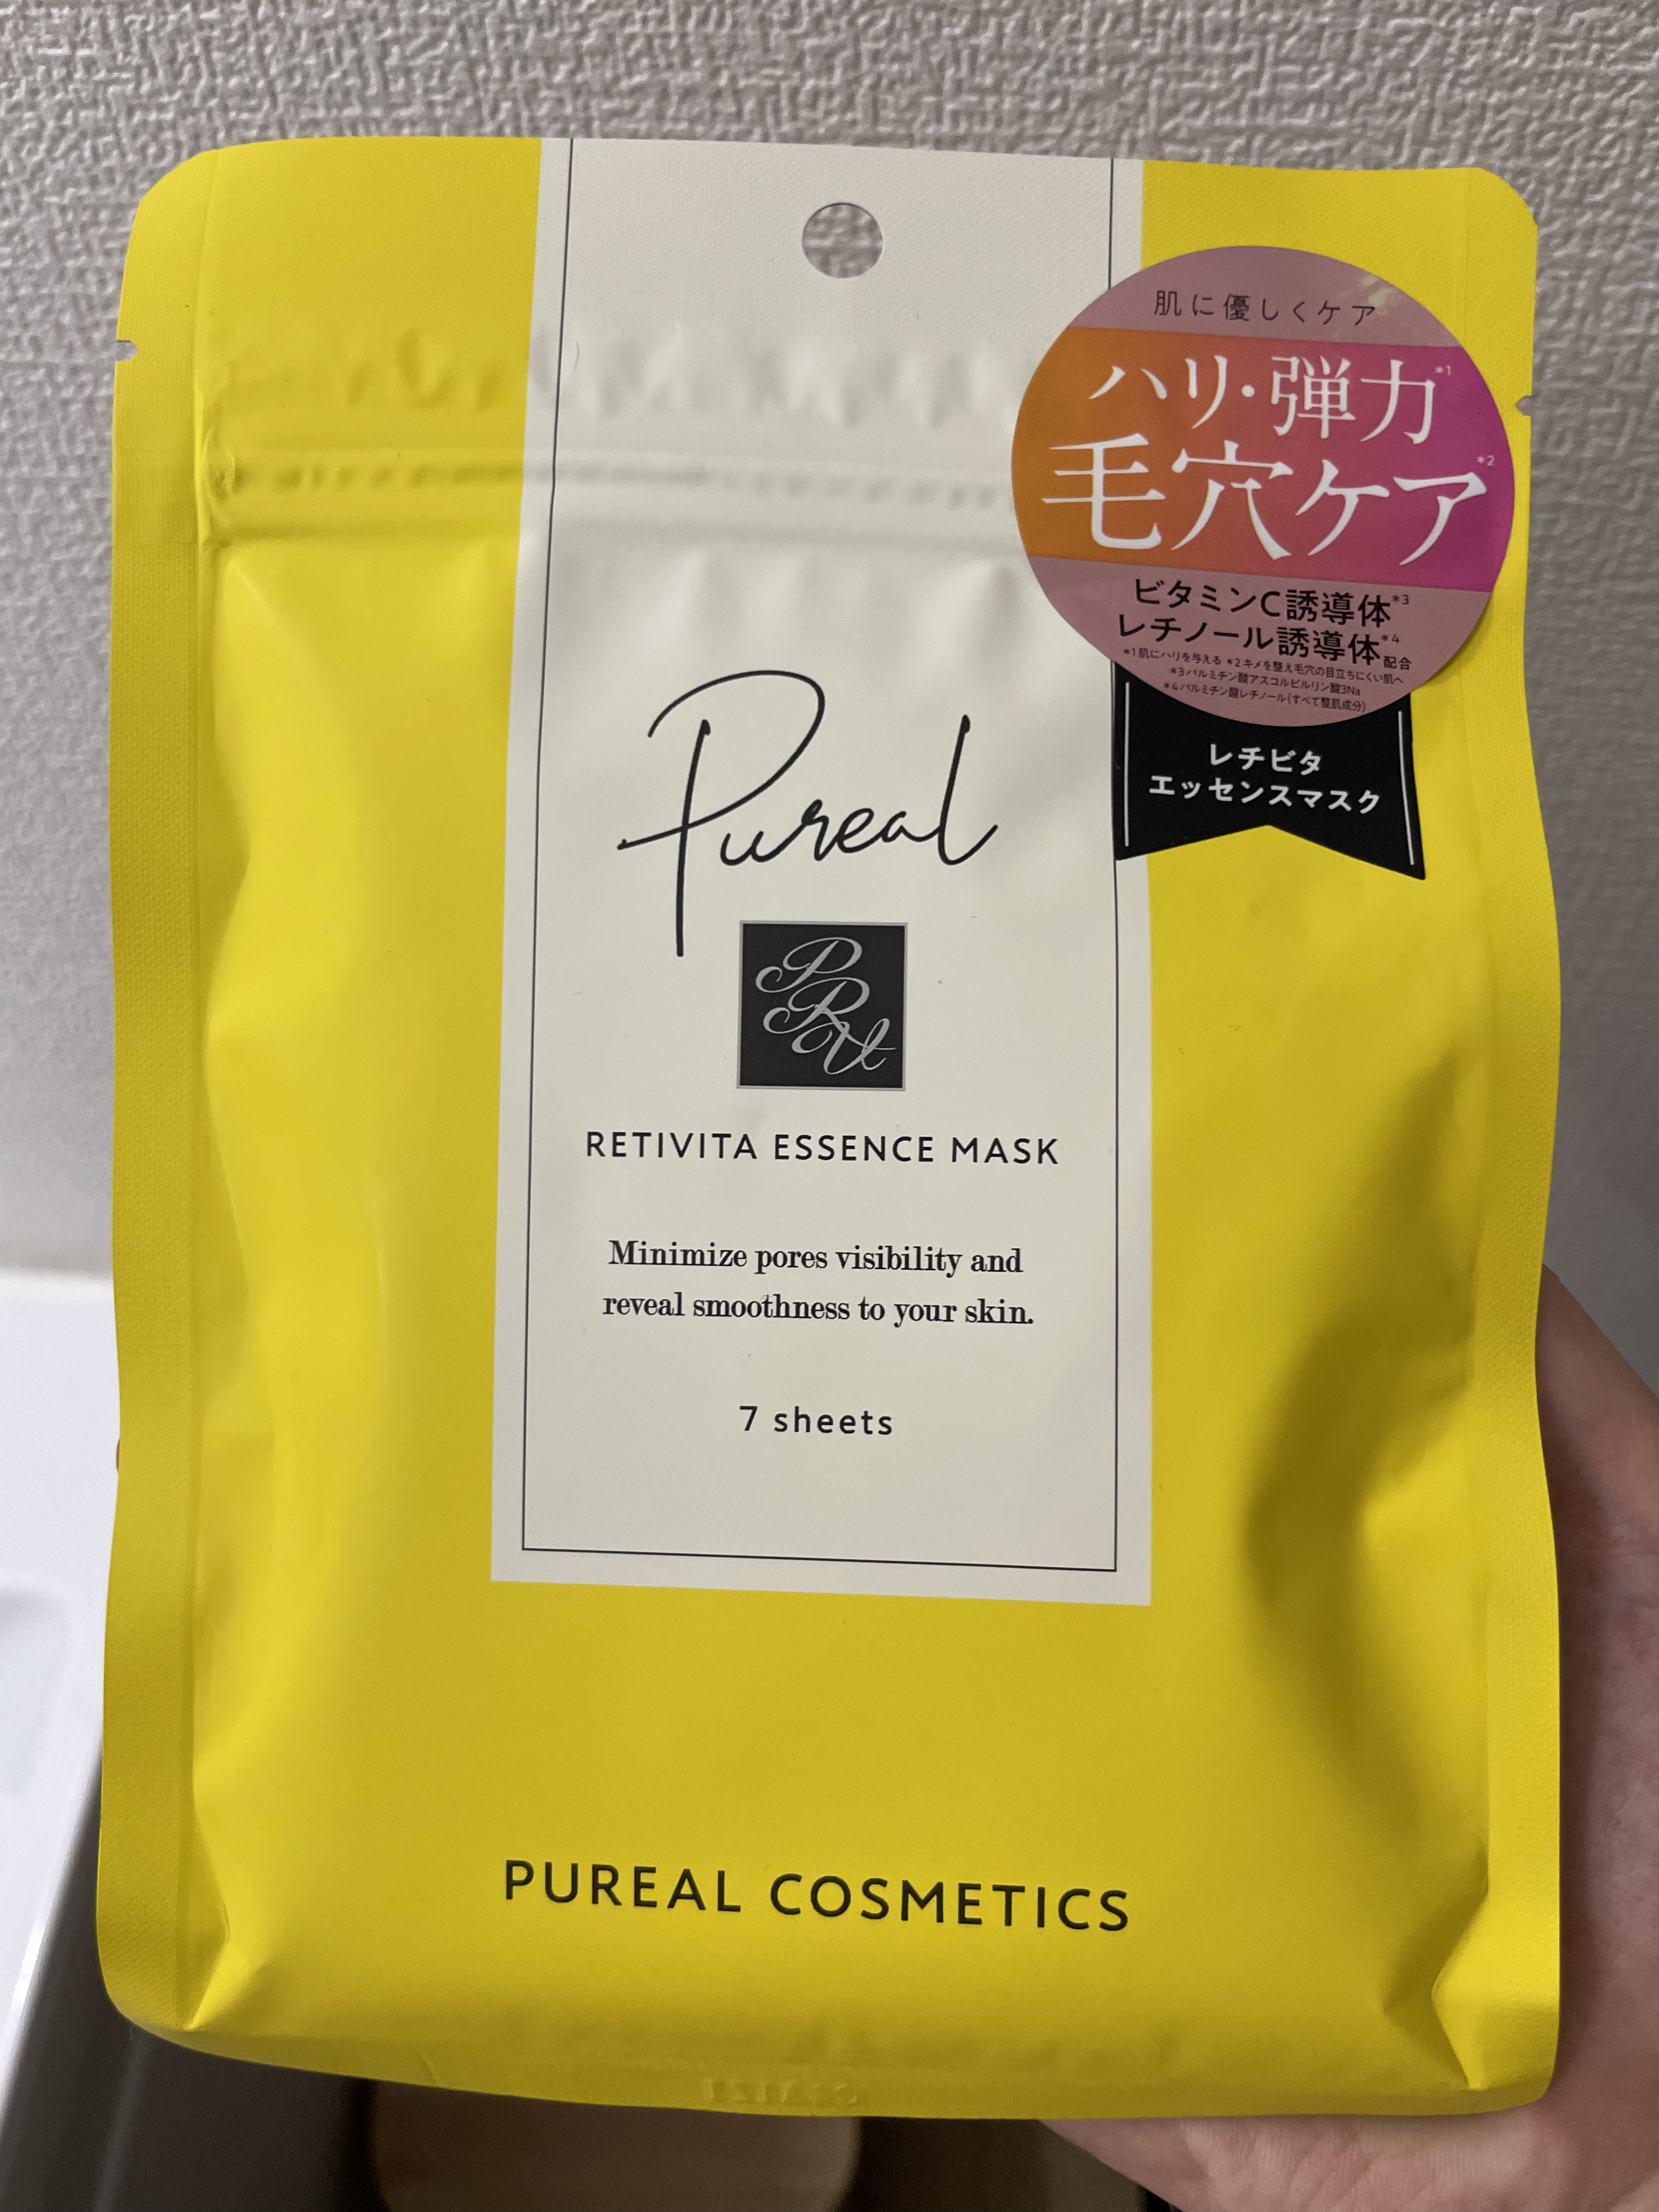 肌に優しくケア
ハリ・弾力*1
毛穴ケア*2
ビタミンC誘導体*3
レチノール誘導体*4配合
*1 肌にハリを与える *2 キメを整え毛穴の目立ちにくい肌へ
*3 パルミチン酸アスコルビルリン酸3Na
*4 パルミチン酸レチノール(すべて整肌成分)
レチビタ
エッセンスマスク
Pureal
PRt
RETIVITA ESSENCE MASK
Minimize pores visibility and
reveal smoothness to your skin.
7 sheets
PUREAL COSMETICS